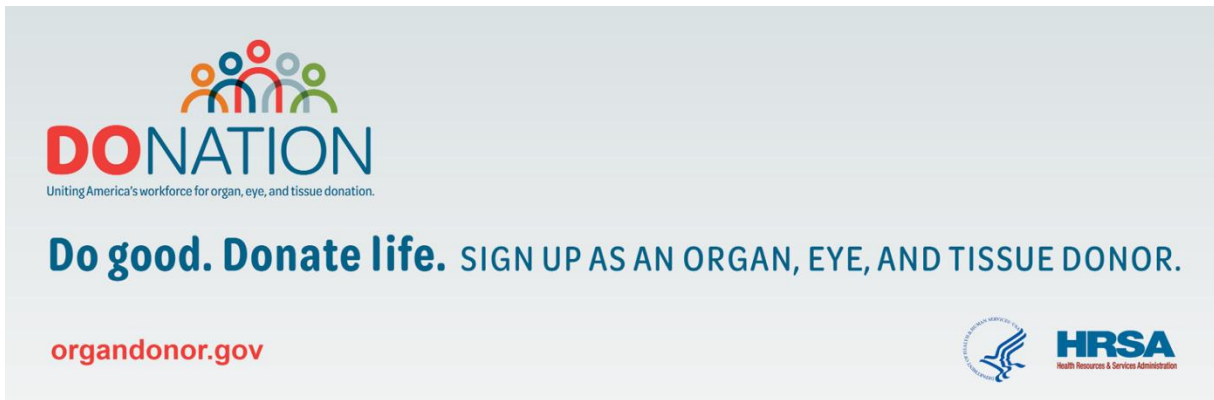 DONATION
Uniting America's workforce for organ, eye, and tissue donation.
Do good. Donate life. SIGN UP AS AN ORGAN, EYE, AND TISSUE DONOR.
organdonor.gov
HRSA
Health Resources & Services Administration